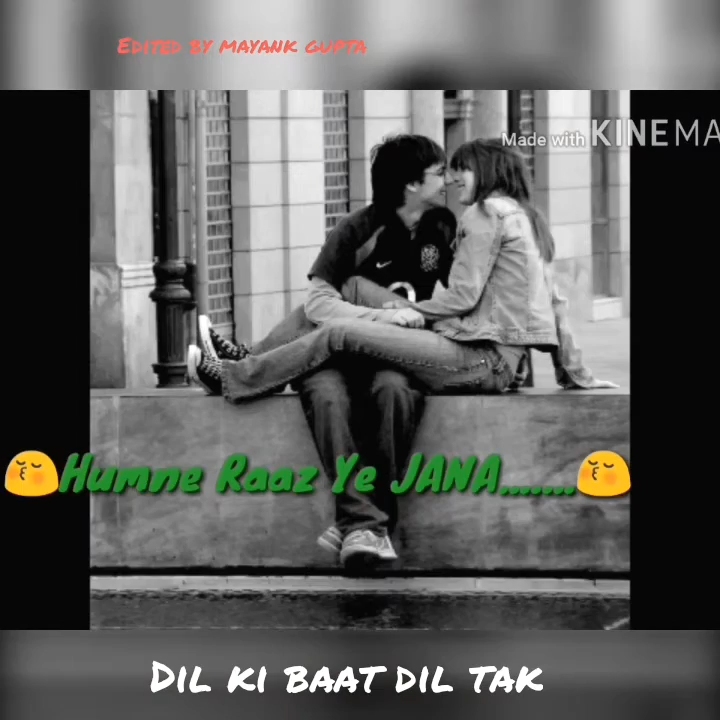 Edited by mayank gupta
Made with KINEMA
Humne Raaz Ye JANA.......
Dil ki baat dil tak